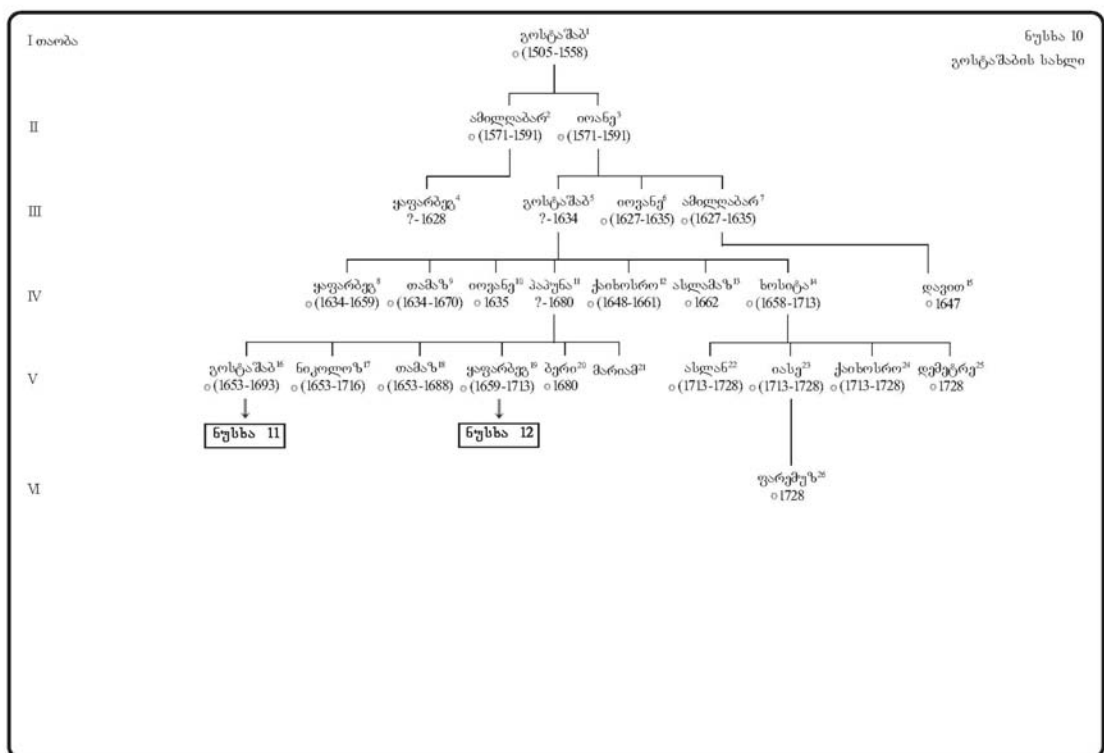 I თაობა
ნუსხა 10
გოსტაშაბის სახლი
გოსტაშაბ¹
○ (1505-1558)
II
ამილღაბარ² იოანე³
○ (1571-1591) ○ (1571-1591)
III
ყაფარბეგ⁴ გოსტაშაბ⁵ იოვანე⁶ ამილღაბარ⁷
?-1628 ?-1634 ○ (1627-1635) ○ (1627-1635)
IV
ყაფარბეგ⁸ თამაზ⁹ იოვანე¹⁰ პაპუნა¹¹ ქაიხოსრო¹² ასლამაზ¹³ ხოსიტა¹⁴ დავით¹⁵
○ (1634-1659) ○ (1634-1670) ○ 1635 ?-1680 ○ (1648-1661) ○ 1662 ○ (1658-1713) ○ 1647
V
გოსტაშაბ¹⁶ ნიკოლოზ¹⁷ თამაზ¹⁸ ყაფარბეგ¹⁹ ბერი²⁰ მარიამ²¹ ასლან²² იასე²³ ქაიხოსრო²⁴ დემეტრე²⁵
○ (1653-1693) ○ (1653-1716) ○ (1653-1688) ○ (1659-1713) ○ 1680 ○ (1713-1728) ○ (1713-1728) ○ (1713-1728) ○ 1728
ნუსხა 11 ნუსხა 12
VI
ფარემუზ²⁶
○ 1728